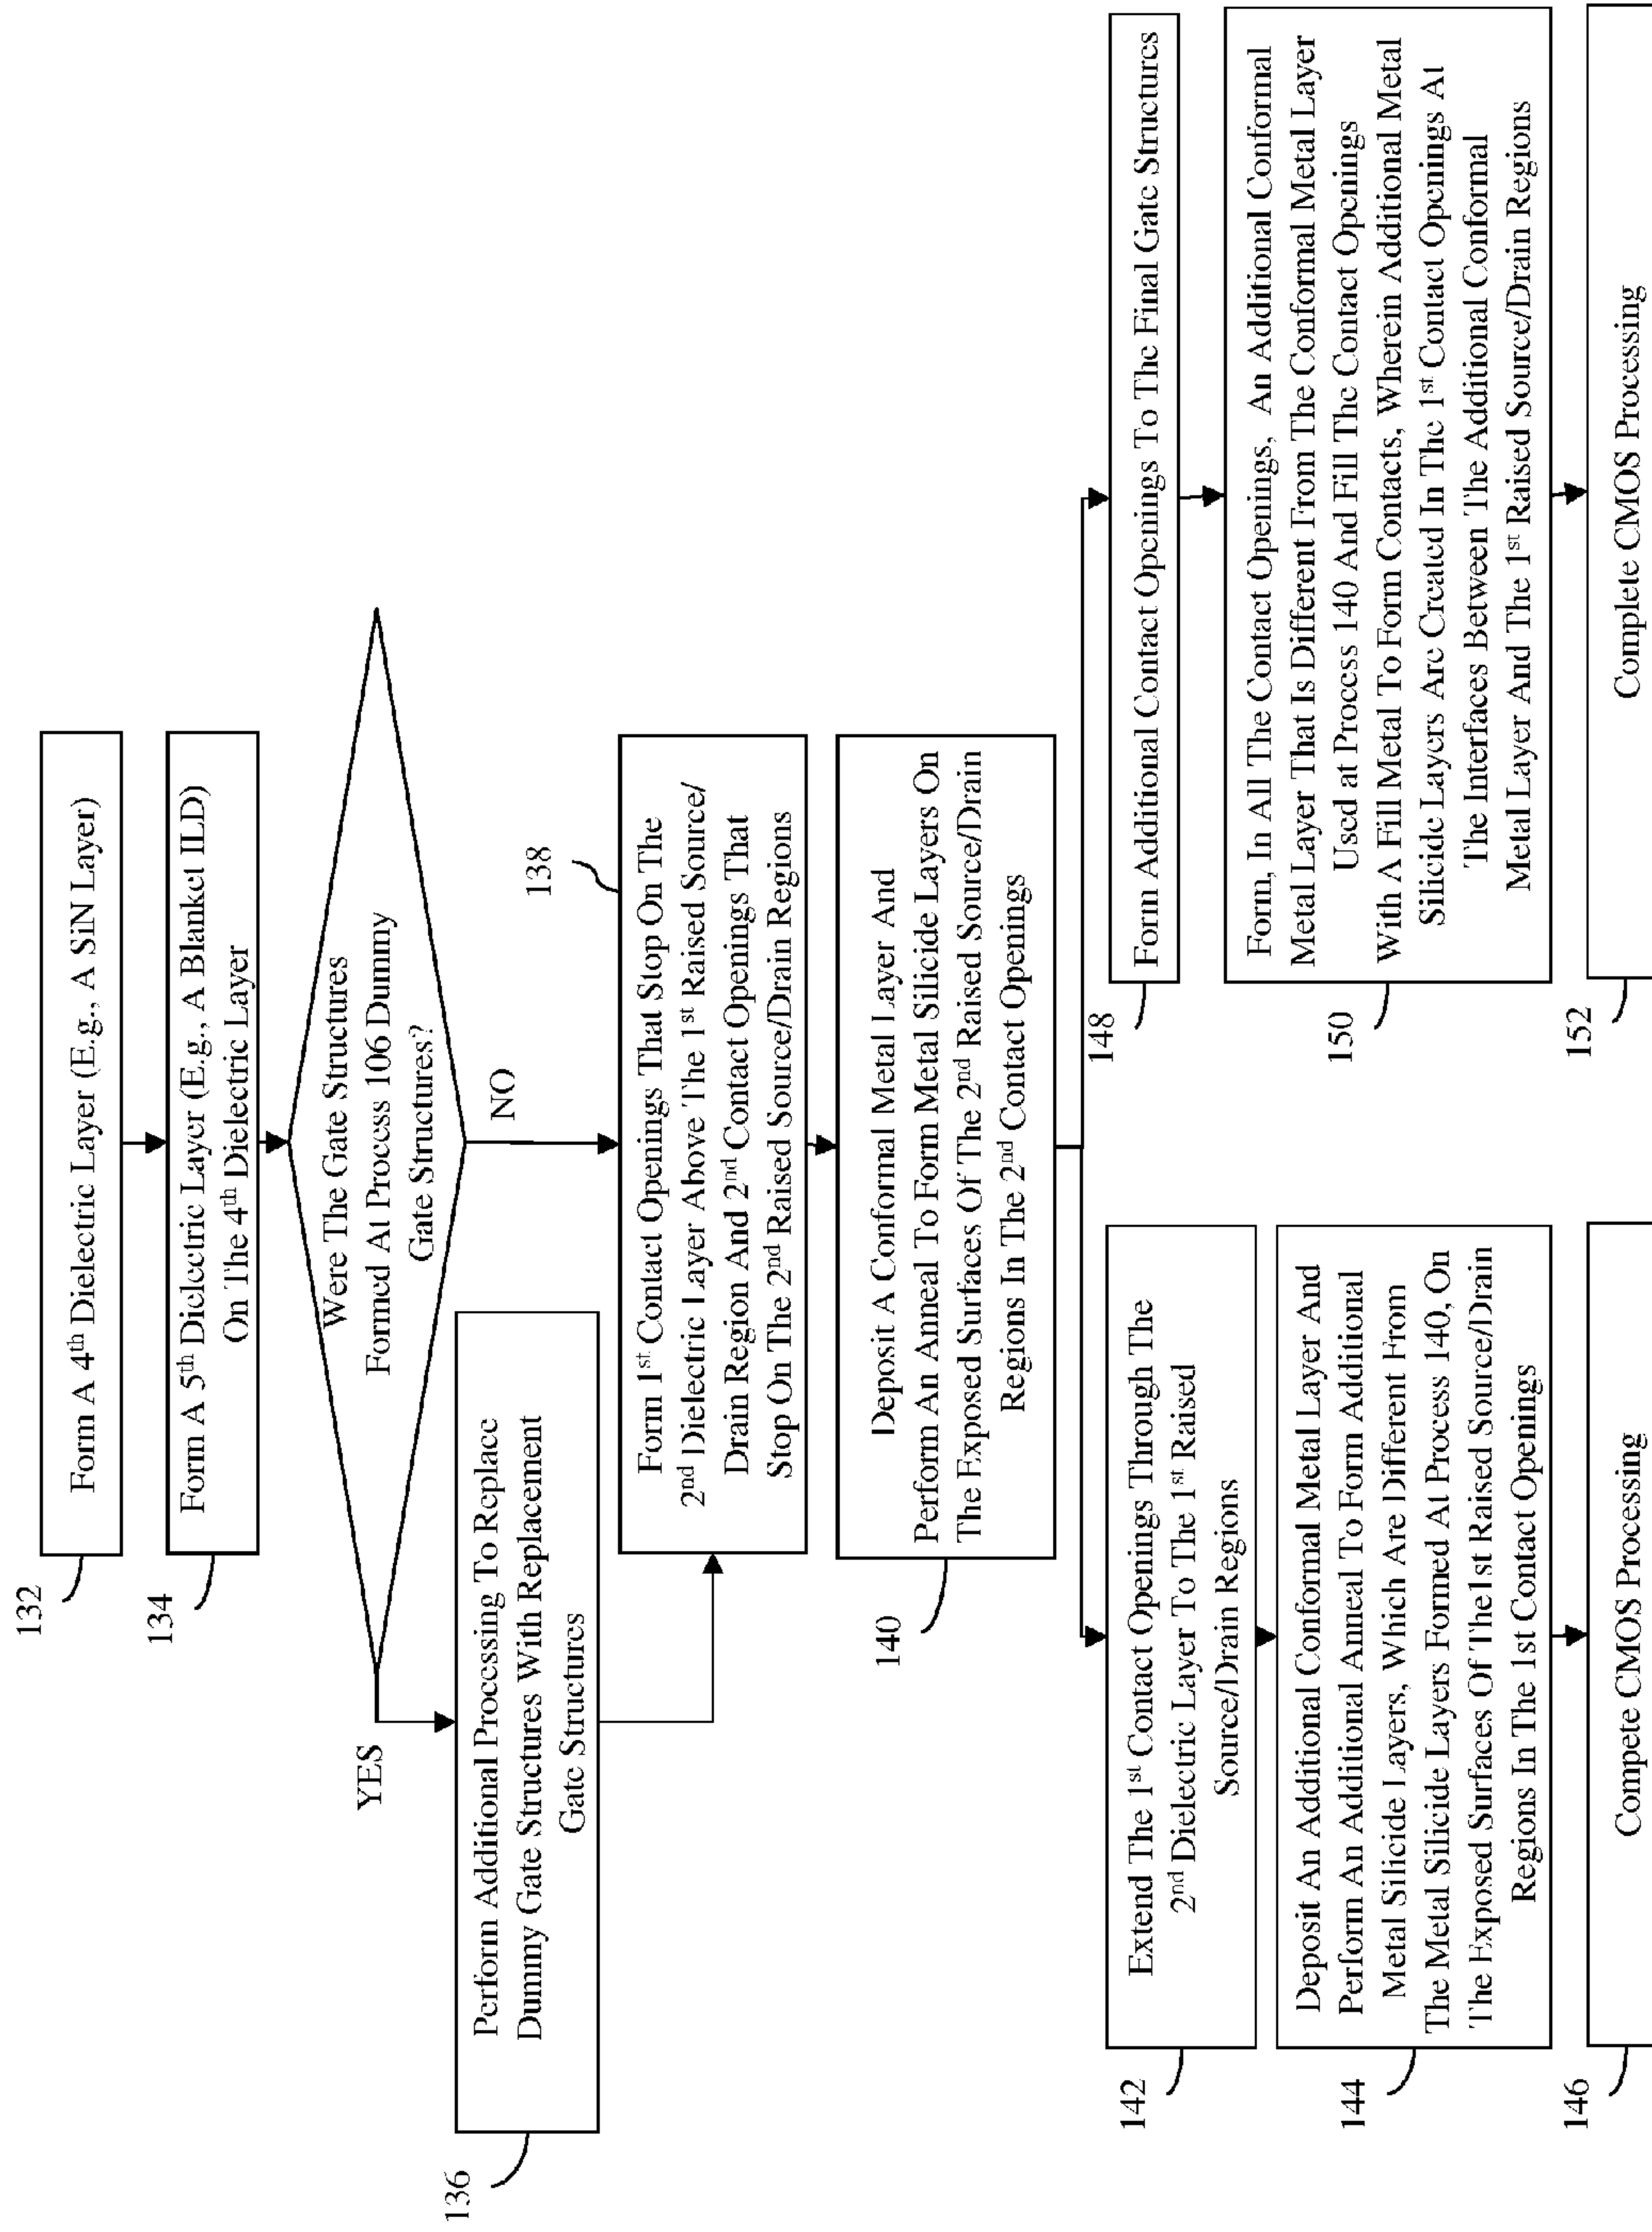 132
Form A 4th Dielectric Layer (E.g., A SiN Layer)
134
Form A 5th Dielectric Layer (E.g., A Blanket ILD)
On The 4th Dielectric Layer
Were The Gate Structures
Formed At Process 106 Dummy
Gate Structures?
YES
NO
136
Perform Additional Processing To Replace
Dummy Gate Structures With Replacement
Gate Structures
138
Form 1st Contact Openings That Stop On The
2nd Dielectric Layer Above The 1st Raised Source/
Drain Region And 2nd Contact Openings That
Stop On The 2nd Raised Source/Drain Regions
140
Deposit A Conformal Metal Layer And
Perform An Anneal To Form Metal Silicide Layers On
The Exposed Surfaces Of The 2nd Raised Source/Drain
Regions In The 2nd Contact Openings
142
Extend The 1st Contact Openings Through The
2nd Dielectric Layer To The 1st Raised
Source/Drain Regions
144
Deposit An Additional Conformal Metal Layer And
Perform An Additional Anneal To Form Additional
Metal Silicide Layers, Which Are Different From
The Metal Silicide Layers Formed At Process 140, On
The Exposed Surfaces Of The1st Raised Source/Drain
Regions In The 1st Contact Openings
146
Compete CMOS Processing
148
Form Additional Contact Openings To The Final Gate Structures
150
Form, In All The Contact Openings, An Additional Conformal
Metal Layer That Is Different From The Conformal Metal Layer
Used at Process 140 And Fill The Contact Openings
With A Fill Metal To Form Contacts, Wherein Additional Metal
Silicide Layers Are Created In The 1st Contact Openings At
The Interfaces Between The Additional Conformal
Metal Layer And The 1st Raised Source/Drain Regions
152
Complete CMOS Processing